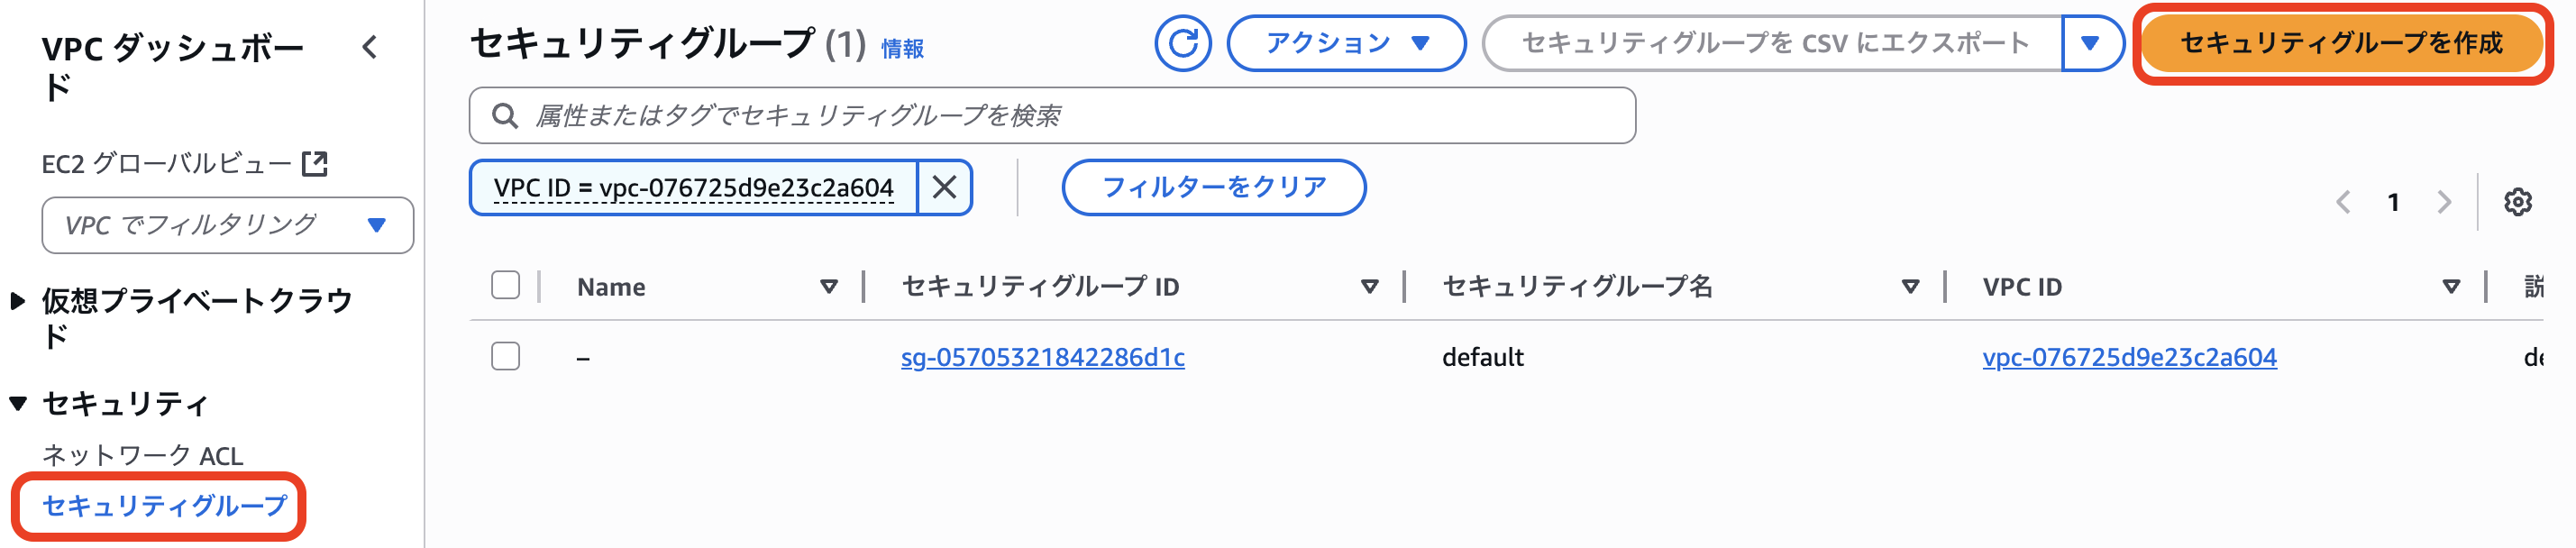 VPC ダッシュボー
ド
EC2 グローバルビュー
VPC でフィルタリング
仮想プライベートクラウ
ド
セキュリティ
ネットワーク ACL
セキュリティグループ
セキュリティグループ (1) 情報
アクション
セキュリティグループを CSV にエクスポート
セキュリティグループを作成
属性またはタグでセキュリティグループを検索
VPC ID = vpc-076725d9e23c2a604
フィルターをクリア
1
Name セキュリティグループ ID セキュリティグループ名 VPC ID
– sg-05705321842286d1c default vpc-076725d9e23c2a604